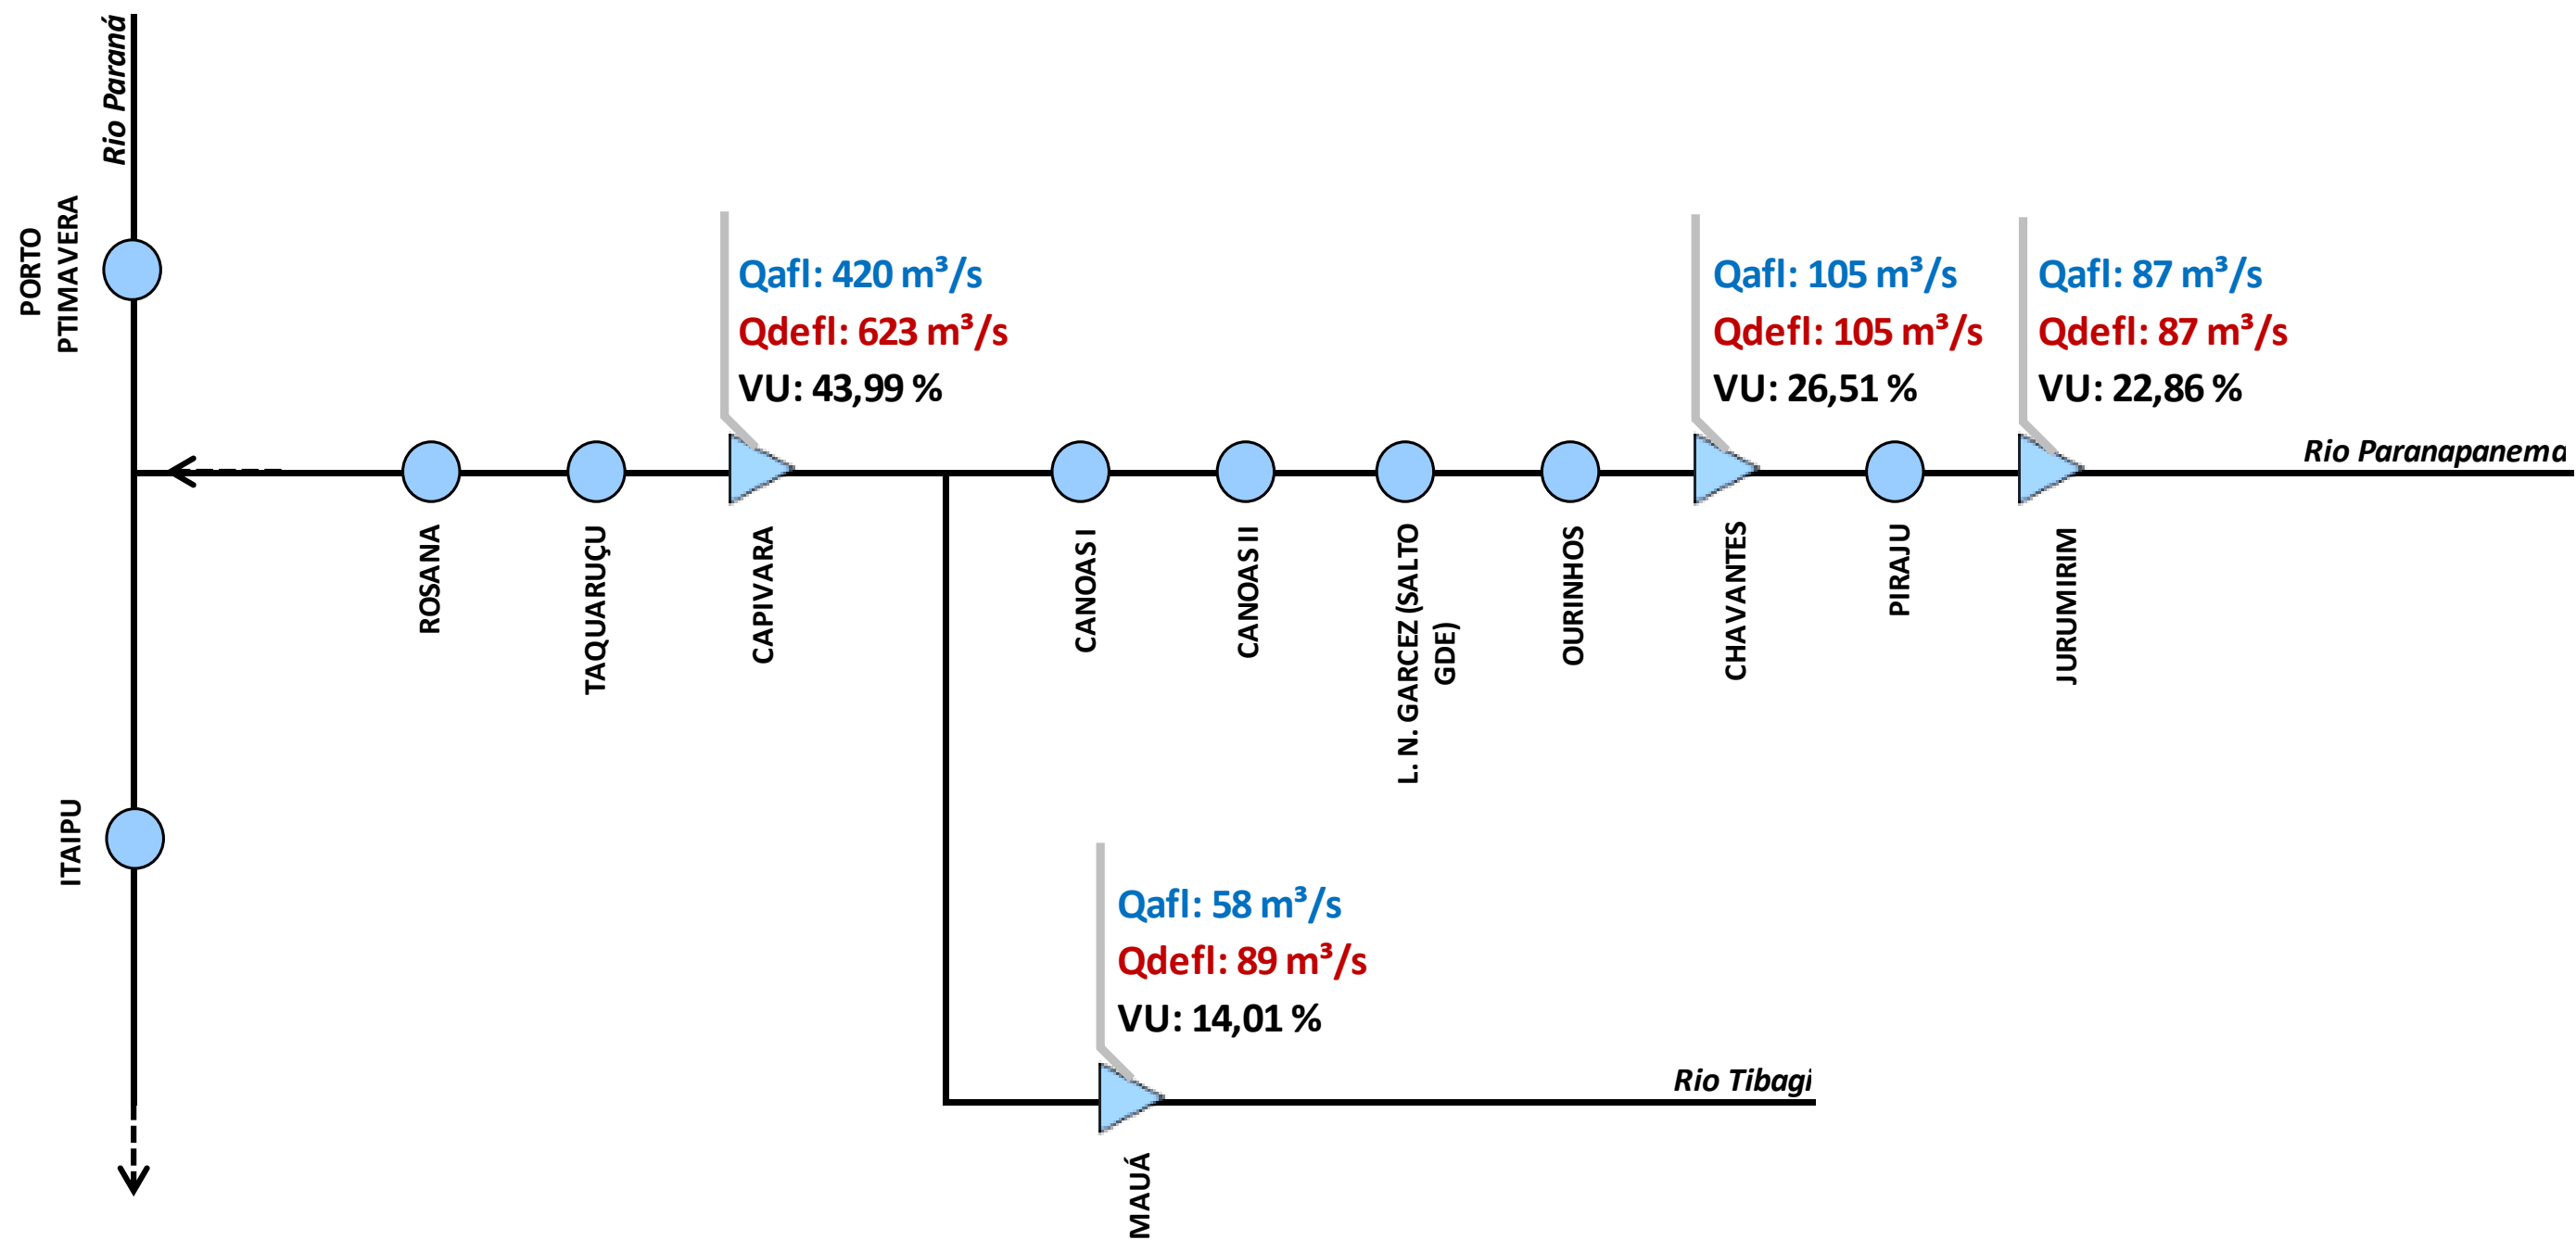 Rio Paraná
PORTO
PTIMAVERA
Qafl: 420 m³/s
Qdefl: 623 m³/s
VU: 43,99 %
Qafl: 105 m³/s
Qdefl: 105 m³/s
VU: 26,51 %
Qafl: 87 m³/s
Qdefl: 87 m³/s
VU: 22,86 %
Rio Paranapanema
ROSANA
TAQUARUÇU
CAPIVARA
CANOAS I
CANOAS II
L. N. GARCEZ (SALTO
GDE)
OURINHOS
CHAVANTES
PIRAJU
JURUMIRIM
ITAIPU
Qafl: 58 m³/s
Qdefl: 89 m³/s
VU: 14,01 %
Rio Tibagi
MAUÁ